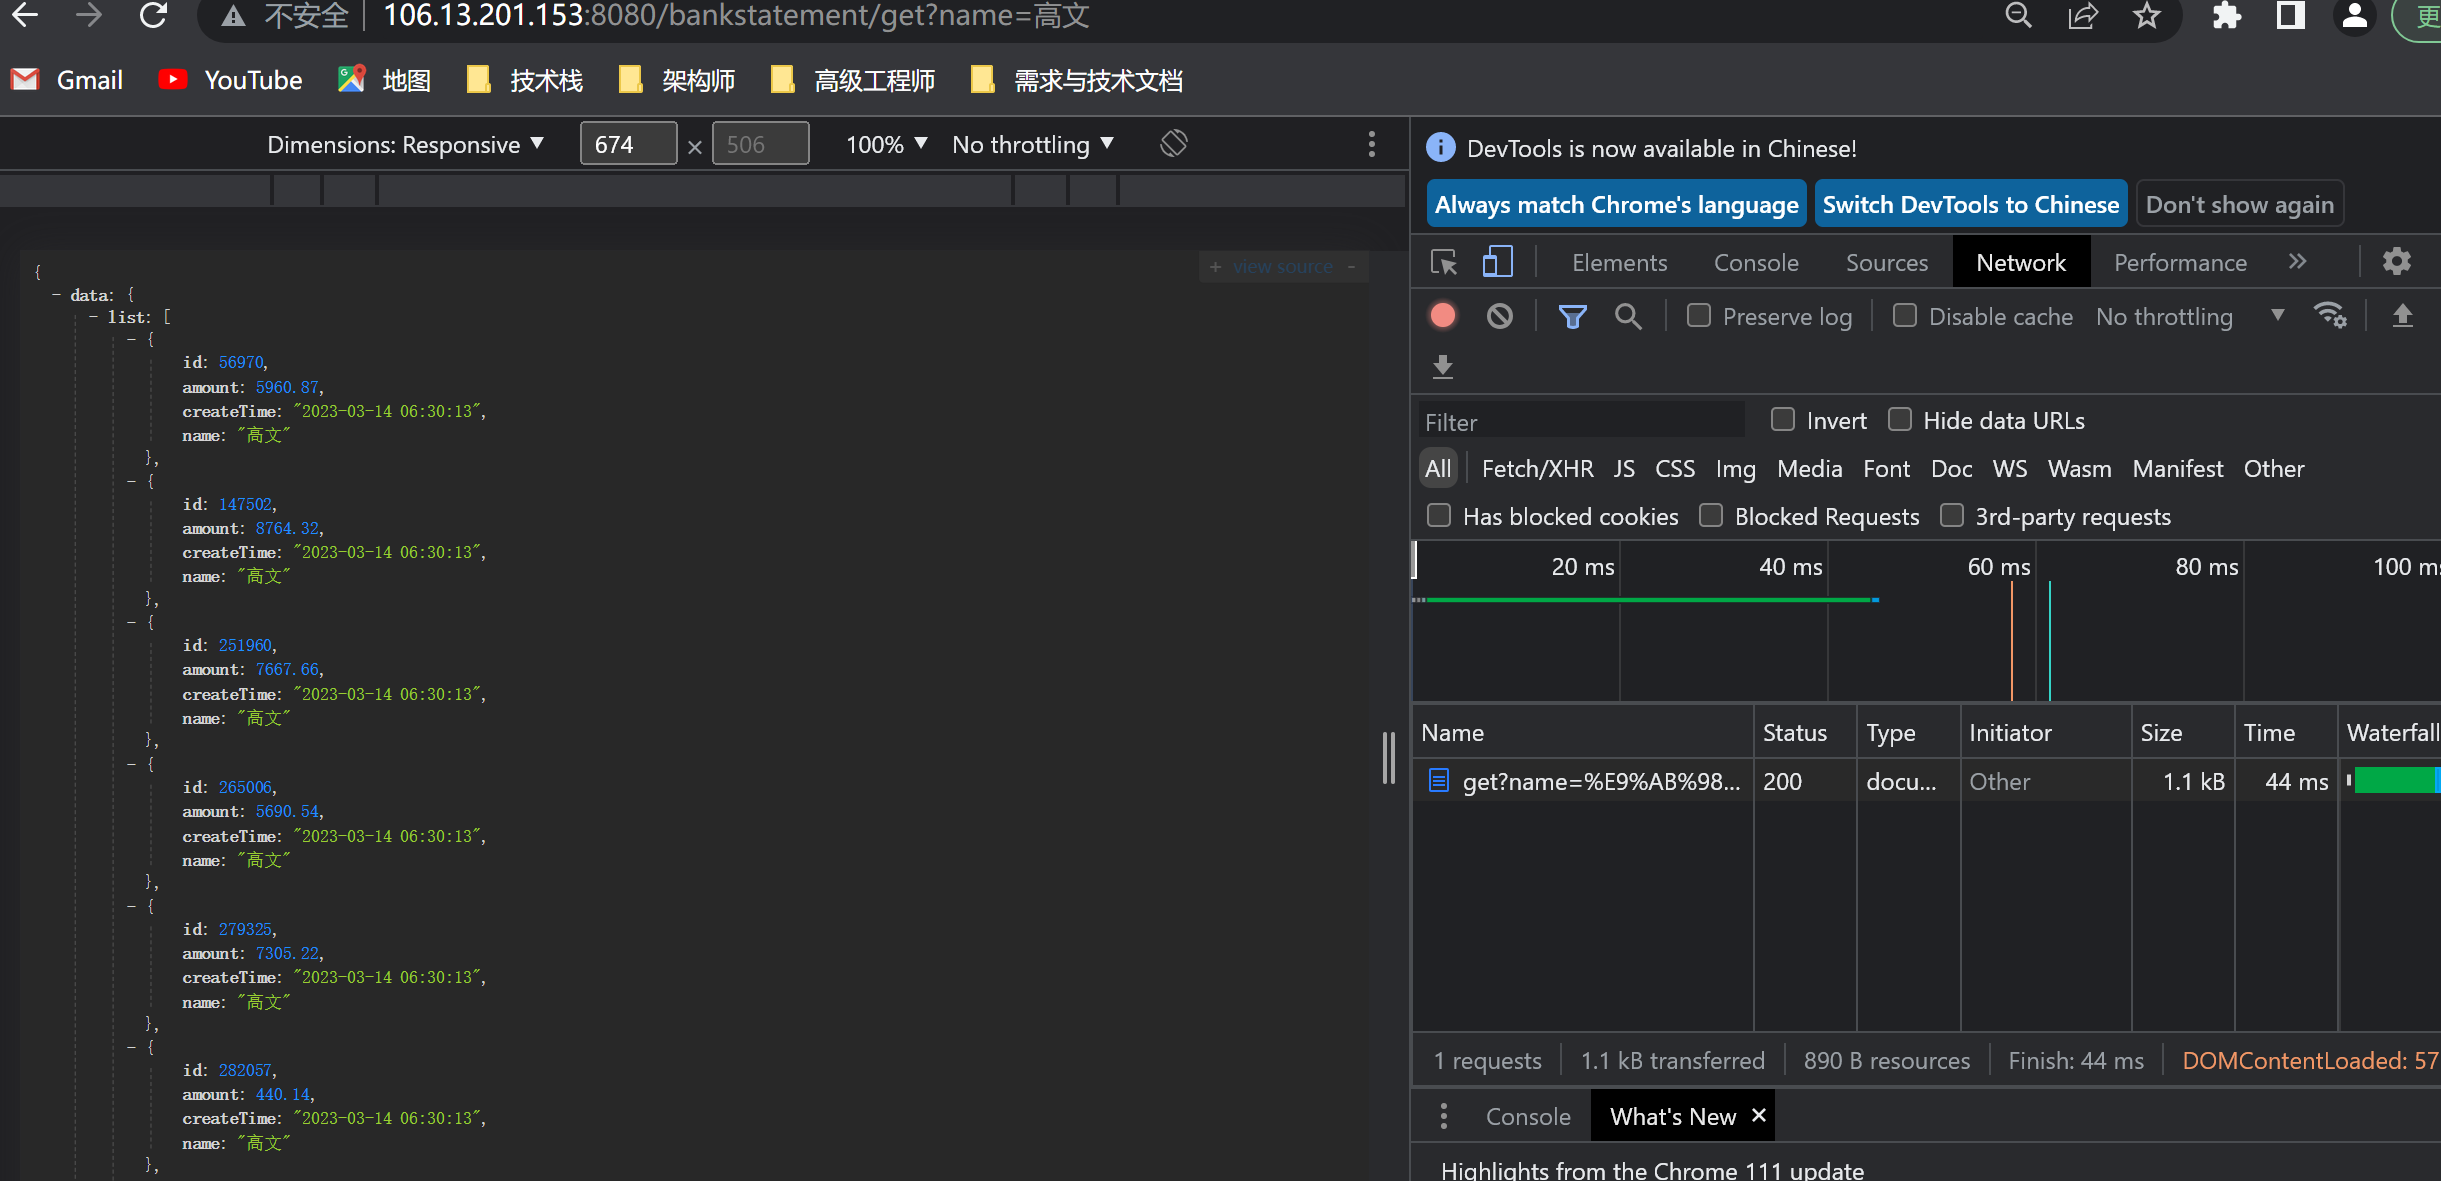 不安全 106.13.201.153:8080/bankstatement/get?name=高文
Gmail YouTube 地图 技术栈 架构师 高级工程师 需求与技术文档
Dimensions: Responsive 674 × 506 100% No throttling
+ view source -
{
- data: {
- list: [
- {
id: 56970,
amount: 5960.87,
createTime: "2023-03-14 06:30:13",
name: "高文"
},
- {
id: 147502,
amount: 8764.32,
createTime: "2023-03-14 06:30:13",
name: "高文"
},
- {
id: 251960,
amount: 7667.66,
createTime: "2023-03-14 06:30:13",
name: "高文"
},
- {
id: 265006,
amount: 5690.54,
createTime: "2023-03-14 06:30:13",
name: "高文"
},
- {
id: 279325,
amount: 7305.22,
createTime: "2023-03-14 06:30:13",
name: "高文"
},
- {
id: 282057,
amount: 440.14,
createTime: "2023-03-14 06:30:13",
name: "高文"
},
DevTools is now available in Chinese!
Always match Chrome's language Switch DevTools to Chinese Don't show again
Elements Console Sources Network Performance »
Preserve log Disable cache No throttling
Filter Invert Hide data URLs
All Fetch/XHR JS CSS Img Media Font Doc WS Wasm Manifest Other
Has blocked cookies Blocked Requests 3rd-party requests
20 ms 40 ms 60 ms 80 ms 100 ms
Name Status Type Initiator Size Time Waterfall
get?name=%E9%AB%98... 200 docu... Other 1.1 kB 44 ms
1 requests 1.1 kB transferred 890 B resources Finish: 44 ms DOMContentLoaded: 57
Console What's New ×
Highlights from the Chrome 111 update